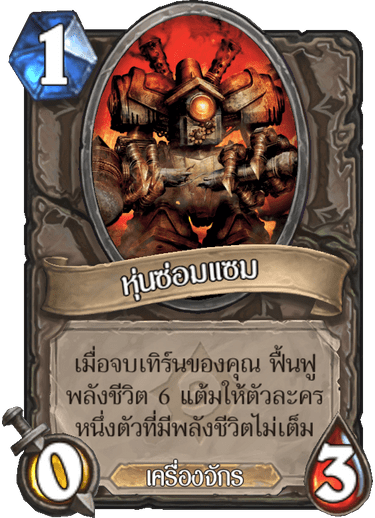 1
หุ่นซ่อมแซม
เมื่อจบเทิร์นของคุณ ฟื้นฟู
พลังชีวิต 6 แต้มให้ตัวละคร
หนึ่งตัวที่มีพลังชีวิตไม่เต็ม
0
เครื่องจักร
3